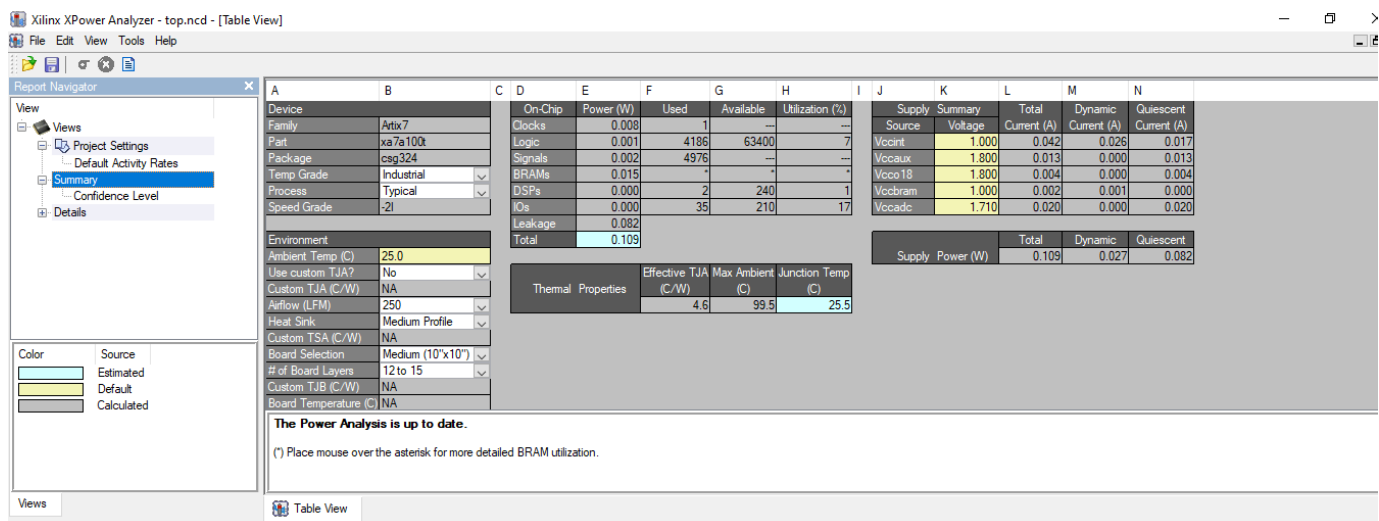 Xilinx XPower Analyzer - top.ncd - [Table View]
File Edit View Tools Help
Report Navigator
View
Views
Project Settings
Default Activity Rates
Summary
Confidence Level
Details
Color Source
Estimated
Default
Calculated
Views
A B C D E F G H I J K L M N
Device
Family Artix7
Part xa7a100t
Package csg324
Temp Grade Industrial
Process Typical
Speed Grade -2I
Environment
Ambient Temp (C) 25.0
Use custom TJA? No
Custom TJA (C/W) NA
Airflow (LFM) 250
Heat Sink Medium Profile
Custom TSA (C/W) NA
Board Selection Medium (10"x10")
# of Board Layers 12 to 15
Custom TJB (C/W) NA
Board Temperature (C) NA
On-Chip Power (W) Used Available Utilization (%)
Clocks 0.008 1 --- ---
Logic 0.001 4186 63400 7
Signals 0.002 4976 --- ---
BRAMs 0.015 * * *
DSPs 0.000 2 240 1
IOs 0.000 35 210 17
Leakage 0.082
Total 0.109
Effective TJA Max Ambient Junction Temp
Thermal Properties (C/W) (C) (C)
4.6 99.5 25.5
Supply Summary Total Dynamic Quiescent
Source Voltage Current (A) Current (A) Current (A)
Vccint 1.000 0.042 0.026 0.017
Vccaux 1.800 0.013 0.000 0.013
Vcco18 1.800 0.004 0.000 0.004
Vccbram 1.000 0.002 0.001 0.000
Vccadc 1.710 0.020 0.000 0.020
Total Dynamic Quiescent
Supply Power (W) 0.109 0.027 0.082
The Power Analysis is up to date.
(*) Place mouse over the asterisk for more detailed BRAM utilization.
Table View